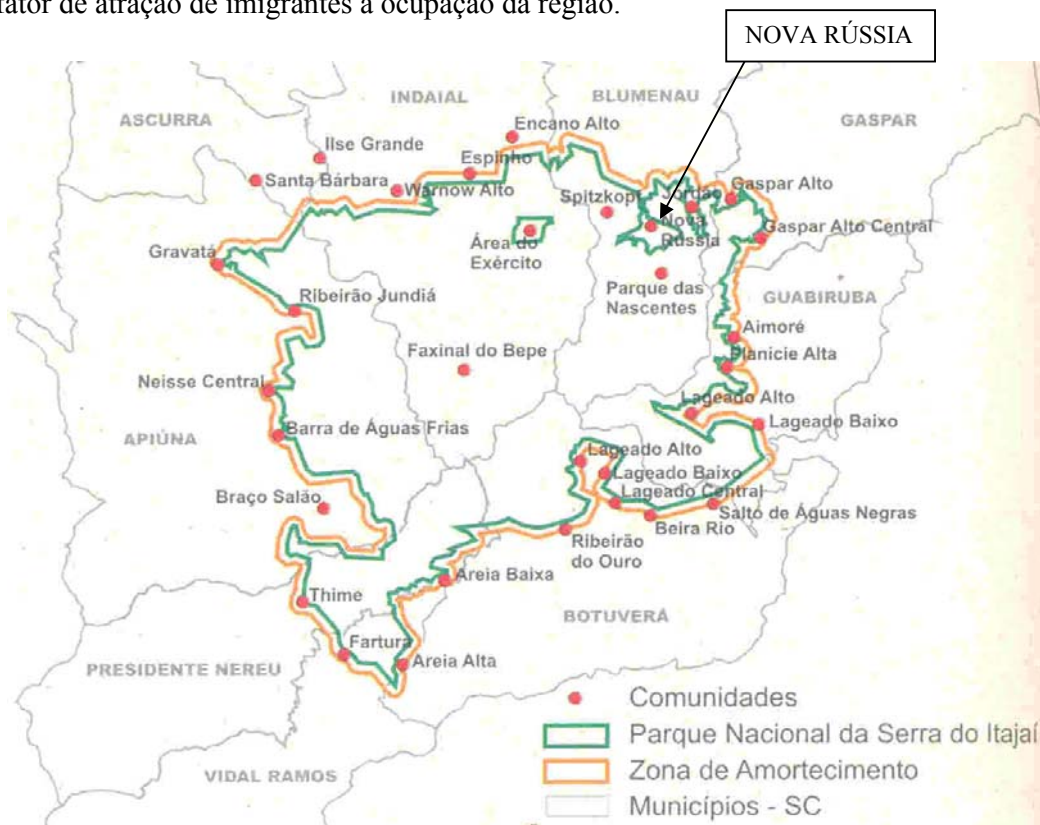 fator de atração de imigrantes à ocupação da região.
NOVA RÚSSIA
INDAIAL
BLUMENAU
ASCURRA
GASPAR
Encano Alto
Ilse Grande
Espinho
Santa Bárbara
Warnow Alto
Spitzkopf
Jordão
Gaspar Alto
Nova
Rússia
Gaspar Alto Central
Área do
Exército
Gravatá
Parque das
Nascentes
Ribeirão Jundiá
GUABIRUBA
Aimoré
Faxinal do Bepe
Planicie Alta
Neisse Central
Lageado Alto
Lageado Baixo
Barra de Águas Frias
APIÚNA
Lageado Alto
Lageado Baixo
Lageado Central
Braço Salão
Salto de Águas Negras
Beira Rio
Ribeirão
do Ouro
Areia Baixa
Thime
BOTUVERÁ
Fartura
Areia Alta
PRESIDENTE NEREU
Comunidades
Parque Nacional da Serra do Itajaí
VIDAL RAMOS
Zona de Amortecimento
Municípios - SC